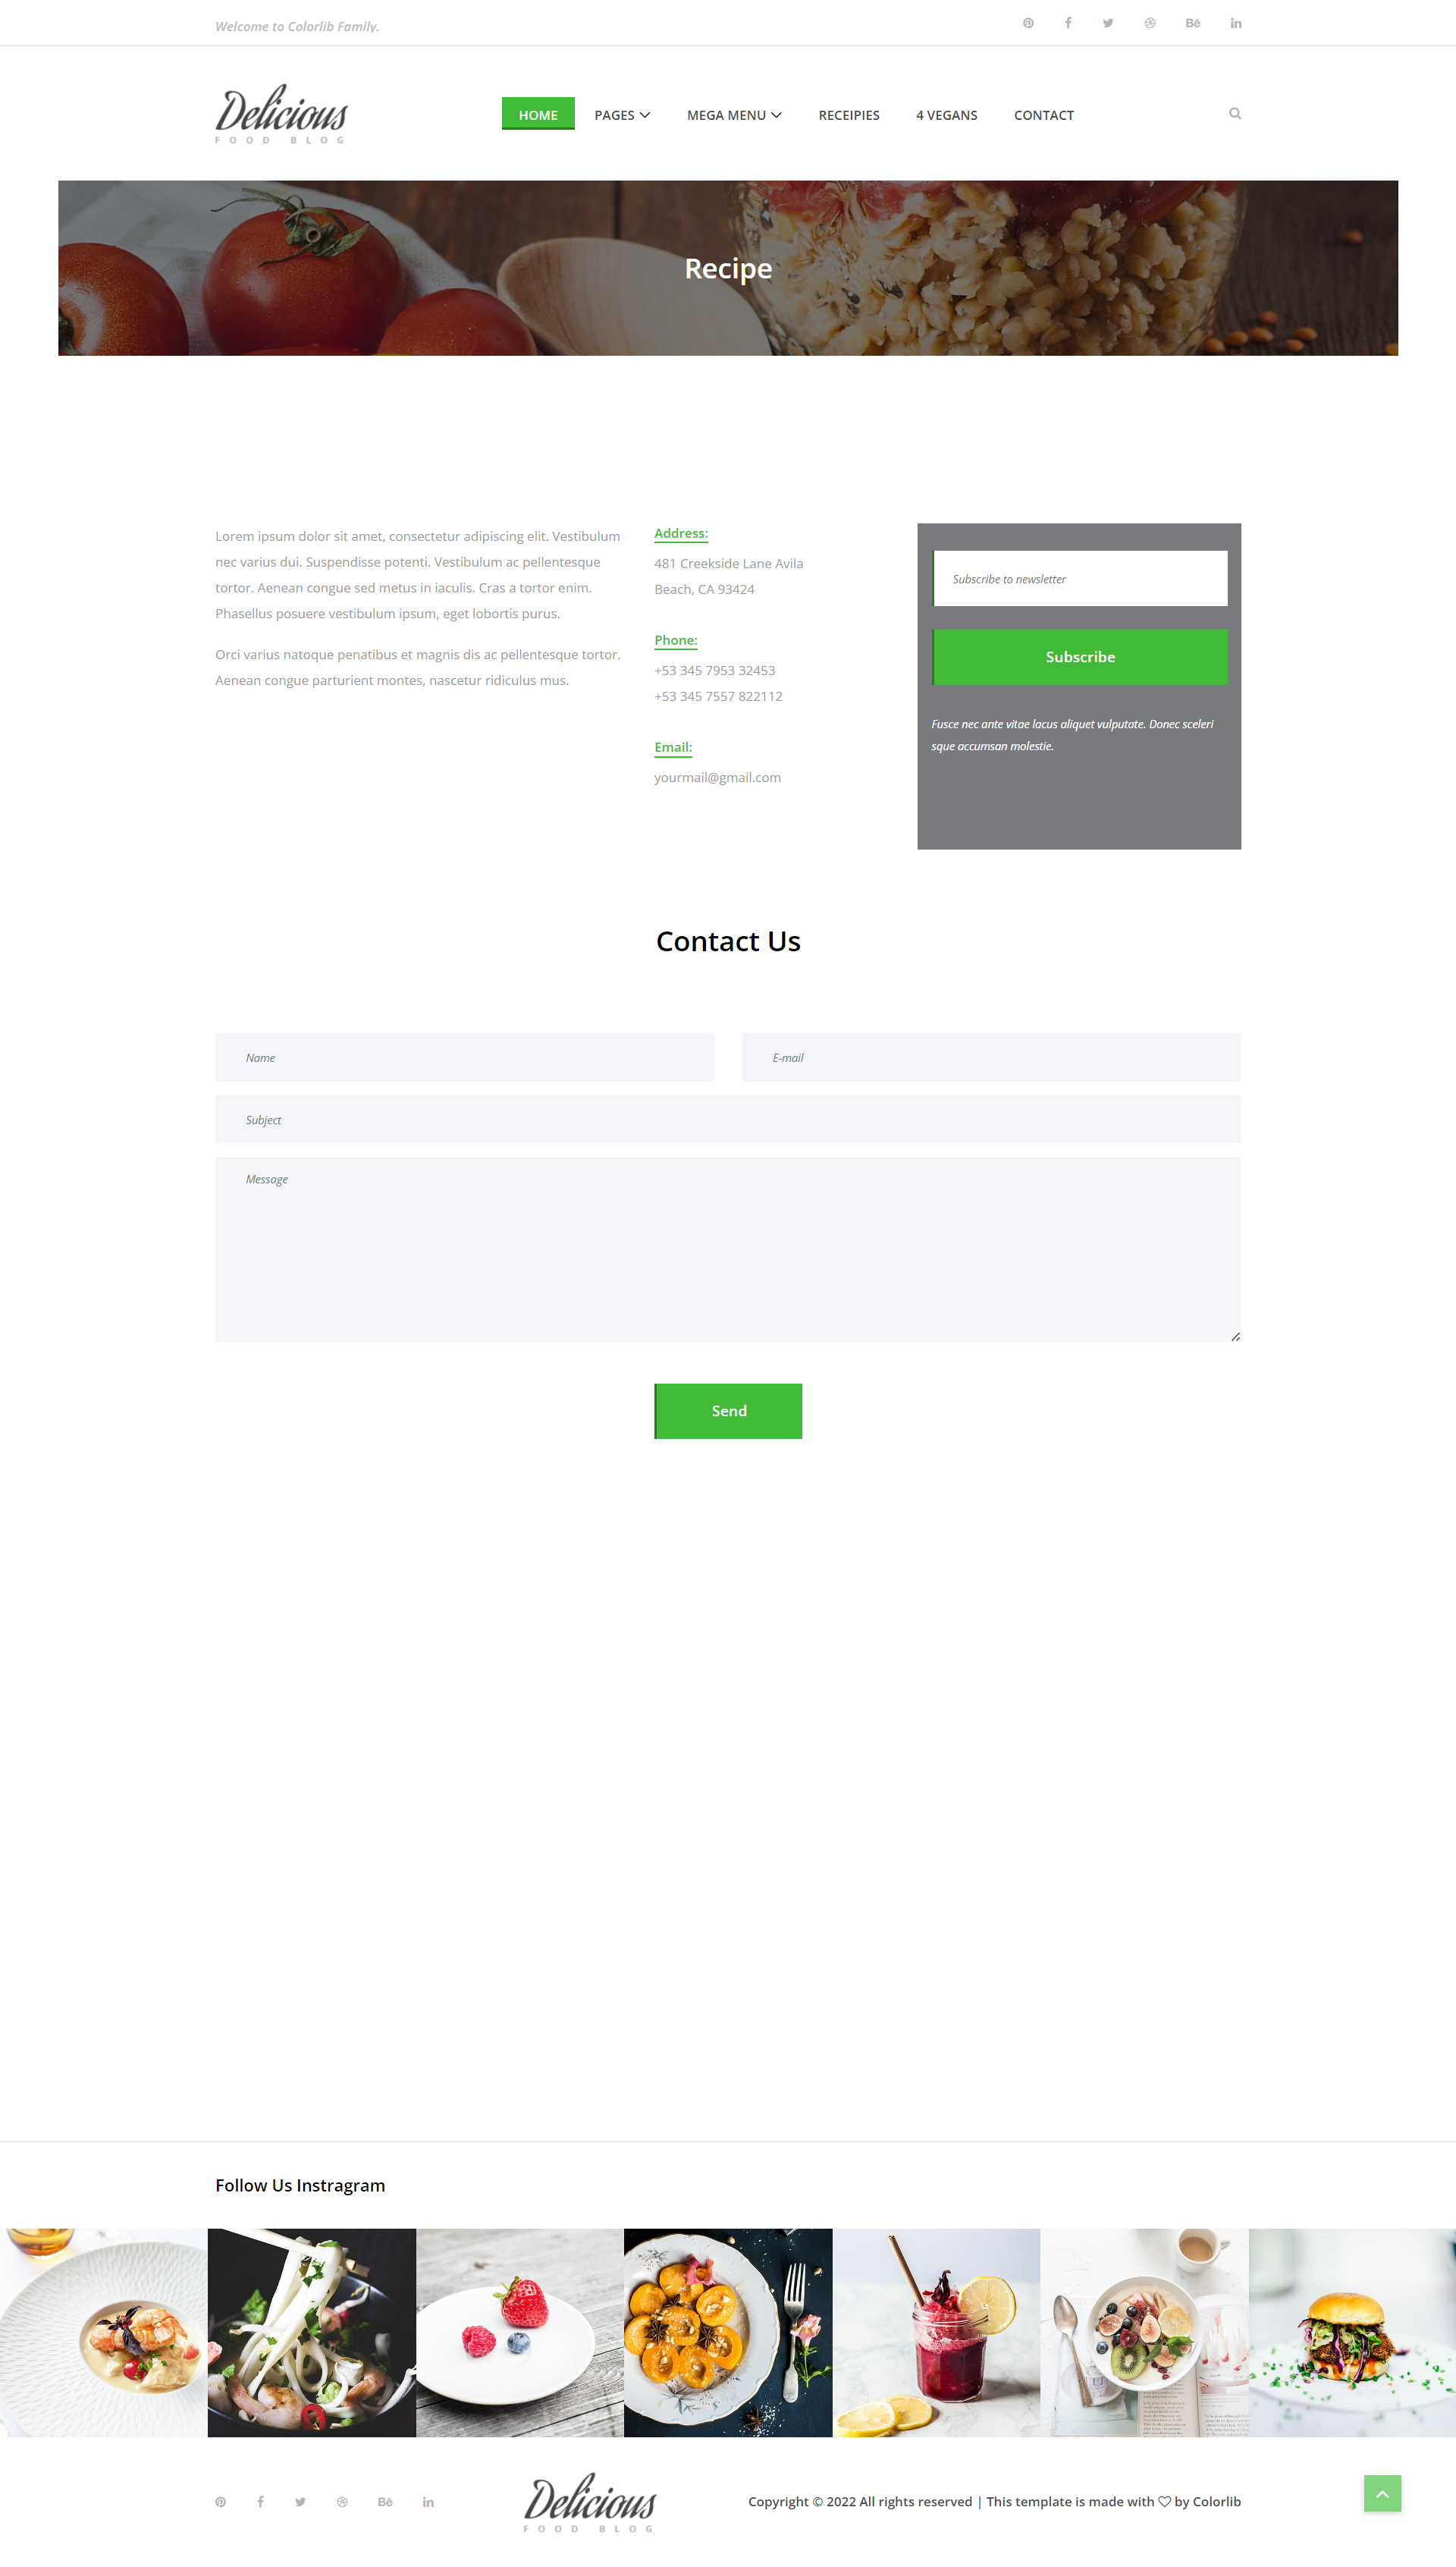 Welcome to Colorlib Family.
Delicious
FOOD BLOG
HOME
PAGES
MEGA MENU
RECEIPIES
4 VEGANS
CONTACT
Recipe
Lorem ipsum dolor sit amet, consectetur adipiscing elit. Vestibulum
nec varius dui. Suspendisse potenti. Vestibulum ac pellentesque
tortor. Aenean congue sed metus in iaculis. Cras a tortor enim.
Phasellus posuere vestibulum ipsum, eget lobortis purus.
Orci varius natoque penatibus et magnis dis ac pellentesque tortor.
Aenean congue parturient montes, nascetur ridiculus mus.
Address:
481 Creekside Lane Avila
Beach, CA 93424
Phone:
+53 345 7953 32453
+53 345 7557 822112
Email:
yourmail@gmail.com
Subscribe to newsletter
Subscribe
Fusce nec ante vitae lacus aliquet vulputate. Donec sceleri
sque accumsan molestie.
Contact Us
Name
E-mail
Subject
Message
Send
Follow Us Instragram
Delicious
FOOD BLOG
Copyright © 2022 All rights reserved | This template is made with ♡ by Colorlib